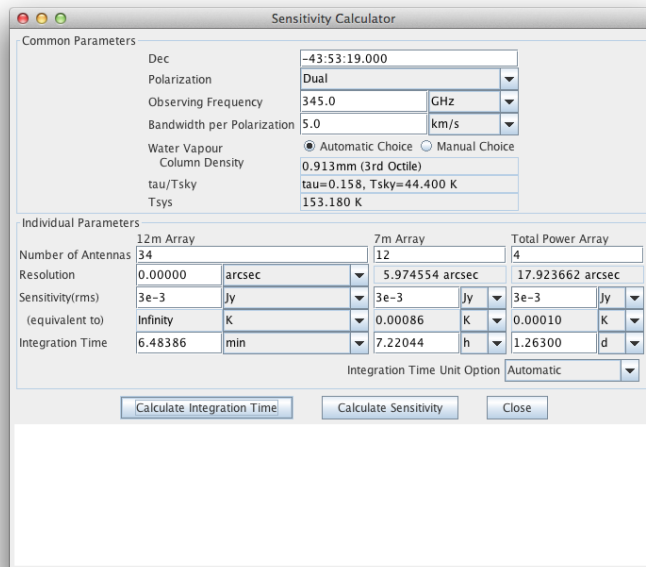 Sensitivity Calculator
Common Parameters
Dec -43:53:19.000
Polarization Dual
Observing Frequency 345.0 GHz
Bandwidth per Polarization 5.0 km/s
Water Vapour Automatic Choice Manual Choice
Column Density 0.913mm (3rd Octile)
tau/Tsky tau=0.158, Tsky=44.400 K
Tsys 153.180 K
Individual Parameters
12m Array 7m Array Total Power Array
Number of Antennas 34 12 4
Resolution 0.00000 arcsec 5.974554 arcsec 17.923662 arcsec
Sensitivity(rms) 3e-3 Jy 3e-3 Jy 3e-3 Jy
(equivalent to) Infinity K 0.00086 K 0.00010 K
Integration Time 6.48386 min 7.22044 h 1.26300 d
Integration Time Unit Option Automatic
Calculate Integration Time Calculate Sensitivity Close